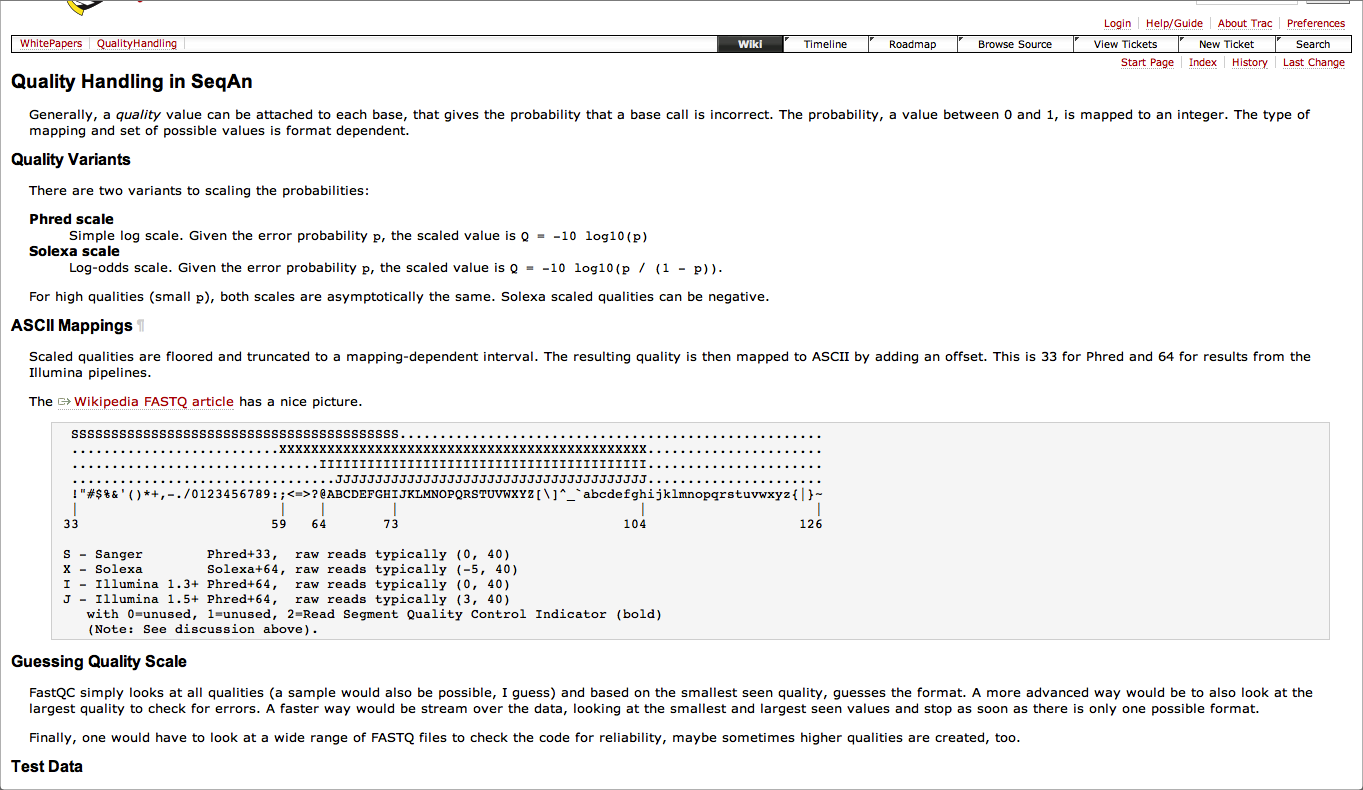 Login Help/Guide About Trac Preferences
WhitePapers QualityHandling Wiki Timeline Roadmap Browse Source View Tickets New Ticket Search
Start Page Index History Last Change
Quality Handling in SeqAn
Generally, a quality value can be attached to each base, that gives the probability that a base call is incorrect. The probability, a value between 0 and 1, is mapped to an integer. The type of
mapping and set of possible values is format dependent.
Quality Variants
There are two variants to scaling the probabilities:
Phred scale
Simple log scale. Given the error probability p, the scaled value is Q = -10 log10(p)
Solexa scale
Log-odds scale. Given the error probability p, the scaled value is Q = -10 log10(p / (1 - p)).
For high qualities (small p), both scales are asymptotically the same. Solexa scaled qualities can be negative.
ASCII Mappings ¶
Scaled qualities are floored and truncated to a mapping-dependent interval. The resulting quality is then mapped to ASCII by adding an offset. This is 33 for Phred and 64 for results from the
Illumina pipelines.
The Wikipedia FASTQ article has a nice picture.
SSSSSSSSSSSSSSSSSSSSSSSSSSSSSSSSSSSSSSSSS.....................................................
..........................XXXXXXXXXXXXXXXXXXXXXXXXXXXXXXXXXXXXXXXXXXXXXX......................
...............................IIIIIIIIIIIIIIIIIIIIIIIIIIIIIIIIIIIIIIIII......................
.................................JJJJJJJJJJJJJJJJJJJJJJJJJJJJJJJJJJJJJJJ......................
!"#$%&'()*+,-./0123456789:;<=>?@ABCDEFGHIJKLMNOPQRSTUVWXYZ[\]^_`abcdefghijklmnopqrstuvwxyz{|}~
| | | | | |
33 59 64 73 104 126
S - Sanger Phred+33, raw reads typically (0, 40)
X - Solexa Solexa+64, raw reads typically (-5, 40)
I - Illumina 1.3+ Phred+64, raw reads typically (0, 40)
J - Illumina 1.5+ Phred+64, raw reads typically (3, 40)
with 0=unused, 1=unused, 2=Read Segment Quality Control Indicator (bold)
(Note: See discussion above).
Guessing Quality Scale
FastQC simply looks at all qualities (a sample would also be possible, I guess) and based on the smallest seen quality, guesses the format. A more advanced way would be to also look at the
largest quality to check for errors. A faster way would be stream over the data, looking at the smallest and largest seen values and stop as soon as there is only one possible format.
Finally, one would have to look at a wide range of FASTQ files to check the code for reliability, maybe sometimes higher qualities are created, too.
Test Data